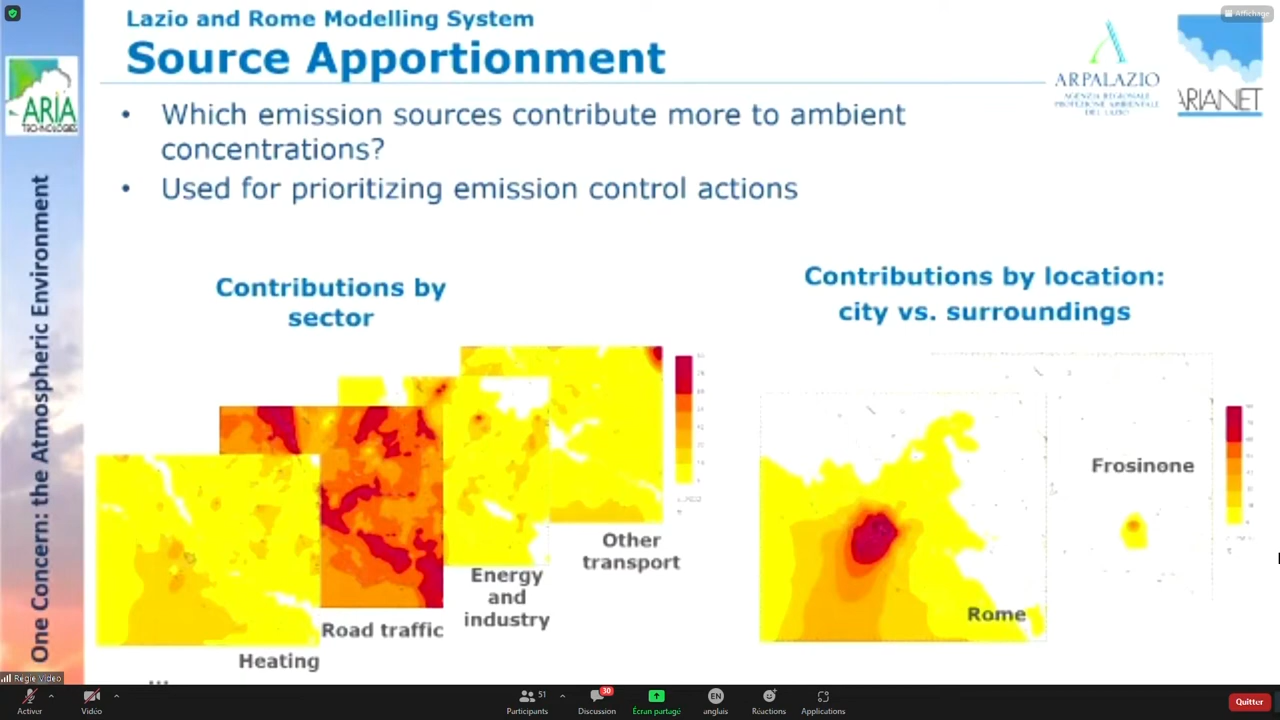 Lazio and Rome Modelling System
Affichage
Source Apportionment
ARIA
TECHNOLOGIES
ARPALAZIO
AGENZIA REGIONALE
PROTEZIONE AMBIENTALE
DEL LAZIO
ARIANET
One Concern: the Atmospheric Environment
• Which emission sources contribute more to ambient
concentrations?
• Used for prioritizing emission control actions
Contributions by
sector
Contributions by location:
city vs. surroundings
Frosinone
Other
transport
Energy
and
industry
Rome
Road traffic
Heating
...
Régie Vidéo
Activer
Vidéo
51
Participants
30
Discussion
Écran partagé
EN
anglais
Réactions
Applications
Quitter